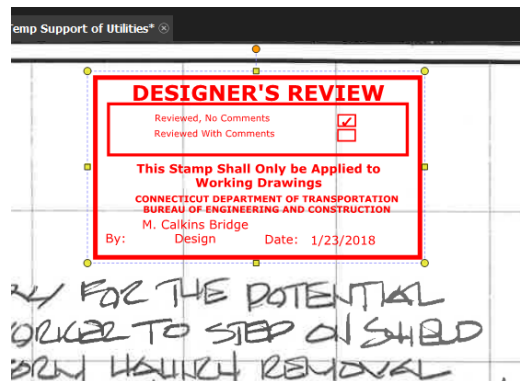 Temp Support of Utilities*
DESIGNER'S REVIEW
Reviewed, No Comments
Reviewed With Comments
This Stamp Shall Only be Applied to
Working Drawings
CONNECTICUT DEPARTMENT OF TRANSPORTATION
BUREAU OF ENGINEERING AND CONSTRUCTION
M. Calkins Bridge
By: Design Date: 1/23/2018
FOR THE POTENTIAL
WORKER TO STEP ON SHIELD
HAUNCH REMOVAL